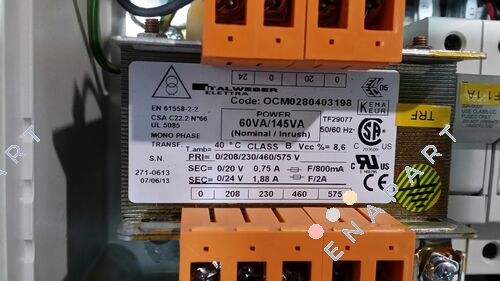 24 0 20 0
ITALWEBER
ELETTRA
Code: OCM0280403198
05
KEMA
KEUR
EN 61558-2-2
CSA C22.2 N°66
UL 5085
MONO PHASE
TRANSF.
POWER
60VA/145VA
(Nominal / Inrush)
TF29077
50/60 Hz
TRF
F11A
T.amb= 40 °C CLASS B Vcc %= 8,6
S.N. PRI= 0/208/230/460/575 V
271-0613
07/06/13
SEC= 0/20 V 0,75 A F/800mA
SEC= 0/24 V 1,88 A F/2A
0 208 230 460 575
ENAPART